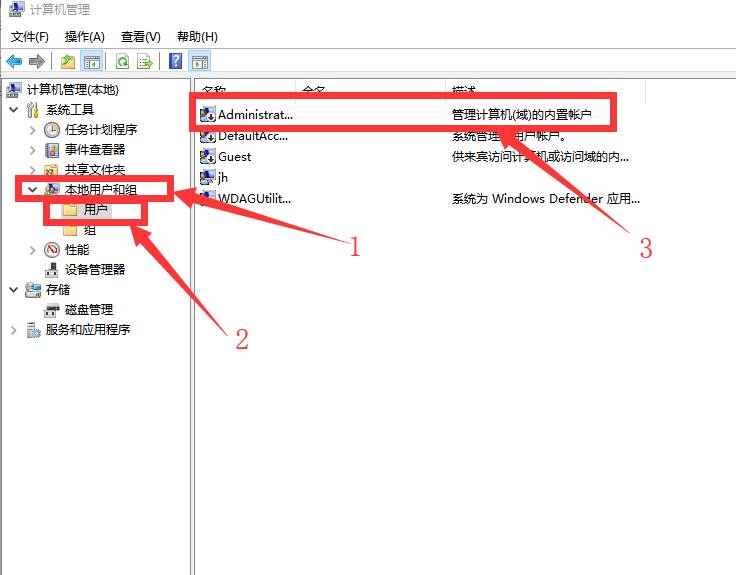 计算机管理
文件(F) 操作(A) 查看(V) 帮助(H)
计算机管理(本地)
系统工具
任务计划程序
事件查看器
共享文件夹
本地用户和组
用户
组
性能
设备管理器
存储
磁盘管理
服务和应用程序
名称 全名 描述
Administrat... 管理计算机(域)的内置帐户
DefaultAcc... 系统管理的用户帐户。
Guest 供来宾访问计算机或访问域的内...
jh
WDAGUtilit... 系统为 Windows Defender 应用...
1
2
3